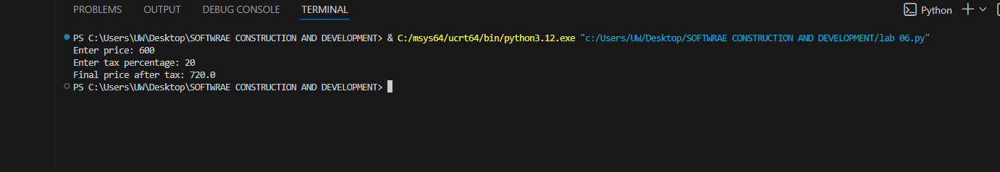 PROBLEMS OUTPUT DEBUG CONSOLE TERMINAL Python
PS C:\Users\UW\Desktop\SOFTWRAE CONSTRUCTION AND DEVELOPMENT> & C:/msys64/ucrt64/bin/python3.12.exe "c:/Users/UW/Desktop/SOFTWRAE CONSTRUCTION AND DEVELOPMENT/lab 06.py"
Enter price: 600
Enter tax percentage: 20
Final price after tax: 720.0
PS C:\Users\UW\Desktop\SOFTWRAE CONSTRUCTION AND DEVELOPMENT>